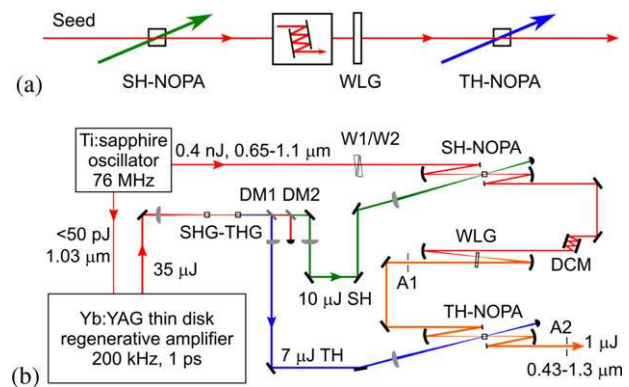 Seed
SH-NOPA
WLG
TH-NOPA
(a)
Ti:sapphire
oscillator
76 MHz
0.4 nJ, 0.65-1.1 μm
W1/W2
SH-NOPA
DM1 DM2
SHG-THG
<50 pJ
1.03 μm
35 μJ
10 μJ SH
WLG
DCM
A1
TH-NOPA
A2
1 μJ
0.43-1.3 μm
Yb:YAG thin disk
regenerative amplifier
200 kHz, 1 ps
7 μJ TH
(b)